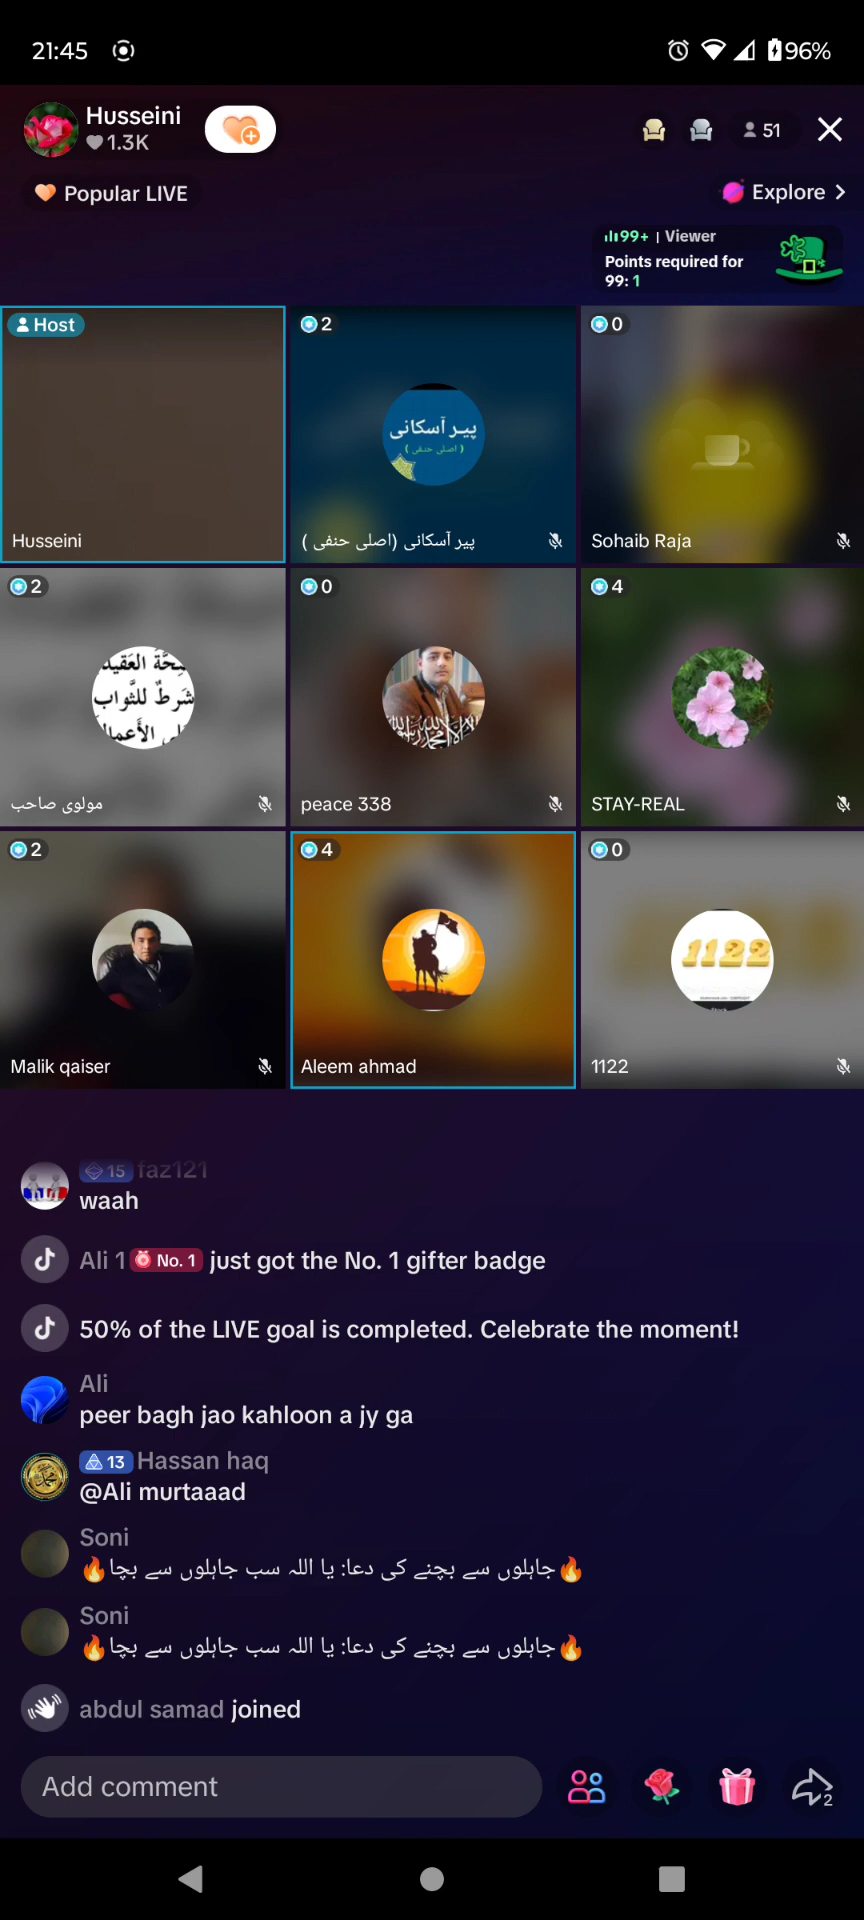 21:45
96%
Husseini
1.3K
51
Popular LIVE
Explore
99+ | Viewer
Points required for
99: 1
Host
2
0
پیر آسکانی
( اصلی حنفی )
Husseini
پیر آسکانی (اصلی حنفی )
Sohaib Raja
2
0
4
العقيد
شرط للثواب
مولوی صاحب
peace 338
STAY-REAL
2
4
0
1122
Malik qaiser
Aleem ahmad
1122
15 faz121
waah
Ali 1 No. 1 just got the No. 1 gifter badge
50% of the LIVE goal is completed. Celebrate the moment!
Ali
peer bagh jao kahloon a jy ga
13 Hassan haq
@Ali murtaaad
Soni
🔥جاہلوں سے بچنے کی دعا: یا اللہ سب جاہلوں سے بچا🔥
Soni
🔥جاہلوں سے بچنے کی دعا: یا اللہ سب جاہلوں سے بچا🔥
abdul samad joined
Add comment
2